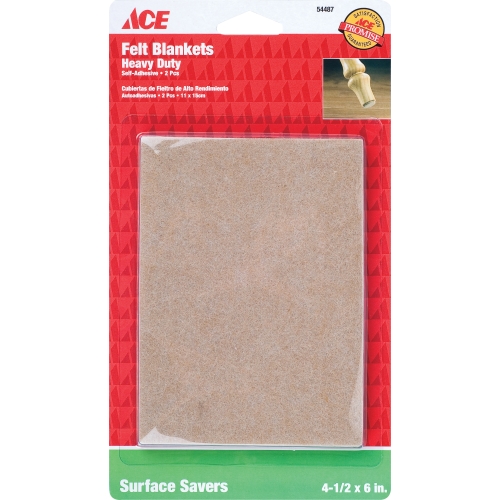 ACE
54487
SATISFACTION
ACE
PROMISE
GUARANTEED
Felt Blankets
Heavy Duty
Self-Adhesive • 2 Pcs
Cubiertas de Fieltro de Alto Rendimiento
Autoadhesivas • 2 Pzs • 11 x 15cm
Surface Savers
4-1/2 x 6 in.